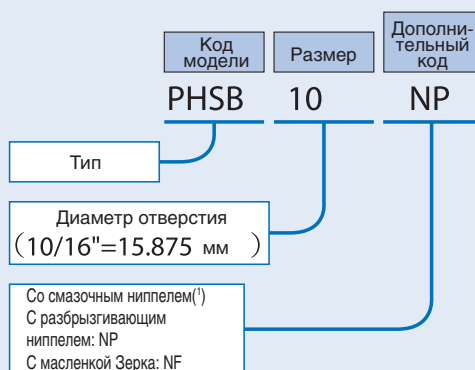 Код модели
Размер
Дополни-
тельный
код
PHSB 10 NP
Тип
Диаметр отверстия
(10/16"=15.875 мм )
Со смазочным ниппелем(¹)
С разбрызгивающим
ниппелем: NP
С масленкой Зерка: NF